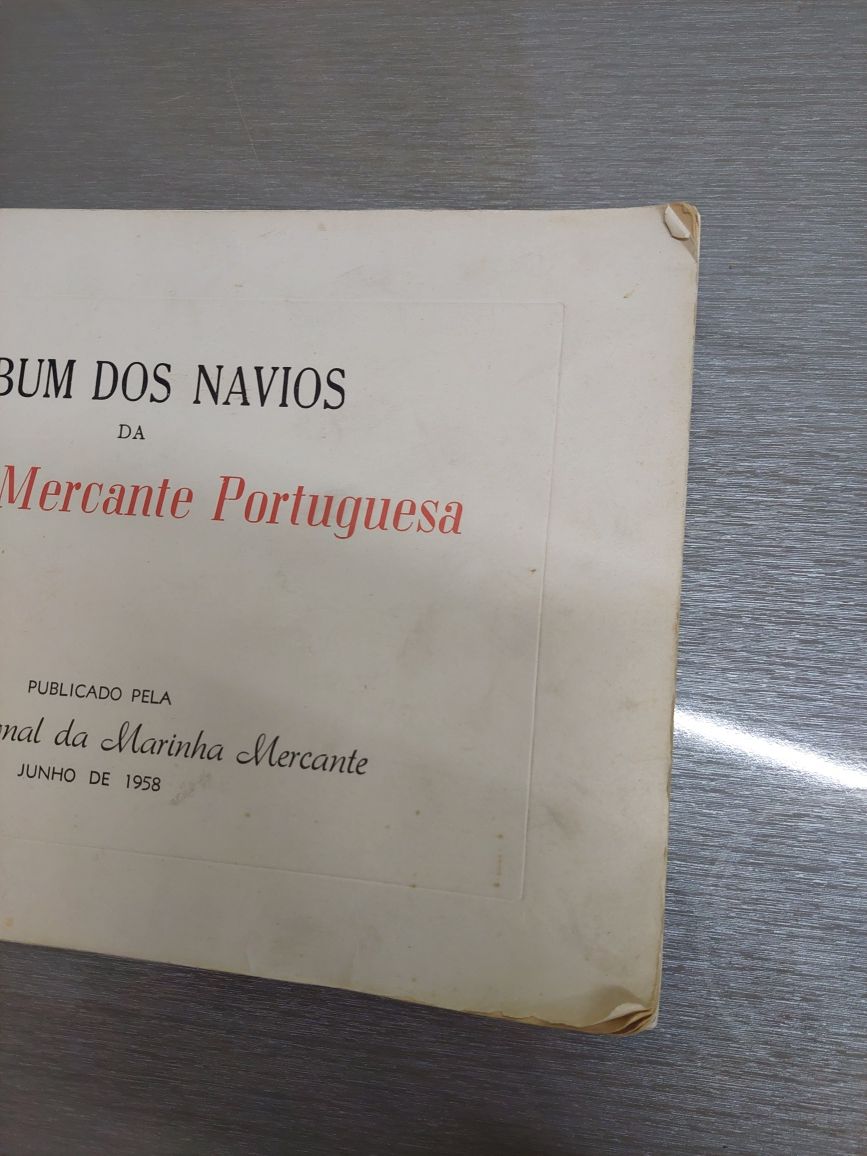 BUM DOS NAVIOS
DA
Mercante Portuguesa
PUBLICADO PELA
nal da Marinha Mercante
JUNHO DE 1958